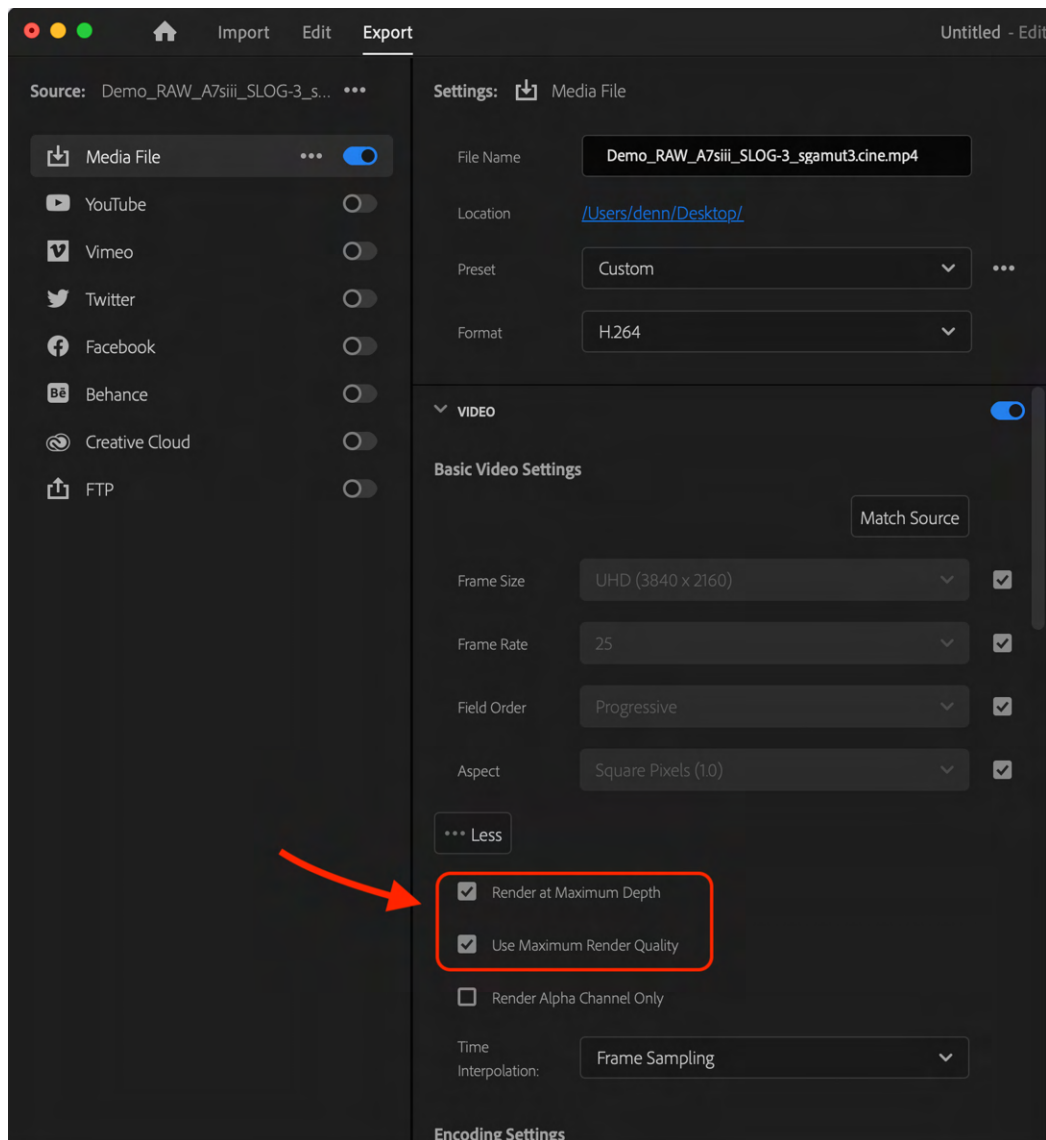 Import Edit Export Untitled - Edit
Source: Demo_RAW_A7siii_SLOG-3_s... •••
Media File •••
YouTube
Vimeo
Twitter
Facebook
Bē Behance
Creative Cloud
FTP
Settings: Media File
File Name Demo_RAW_A7siii_SLOG-3_sgamut3.cine.mp4
Location /Users/denn/Desktop/
Preset Custom •••
Format H.264
VIDEO
Basic Video Settings
Match Source
Frame Size UHD (3840 x 2160)
Frame Rate 25
Field Order Progressive
Aspect Square Pixels (1.0)
••• Less
Render at Maximum Depth
Use Maximum Render Quality
Render Alpha Channel Only
Time
Interpolation: Frame Sampling
Encoding Settings